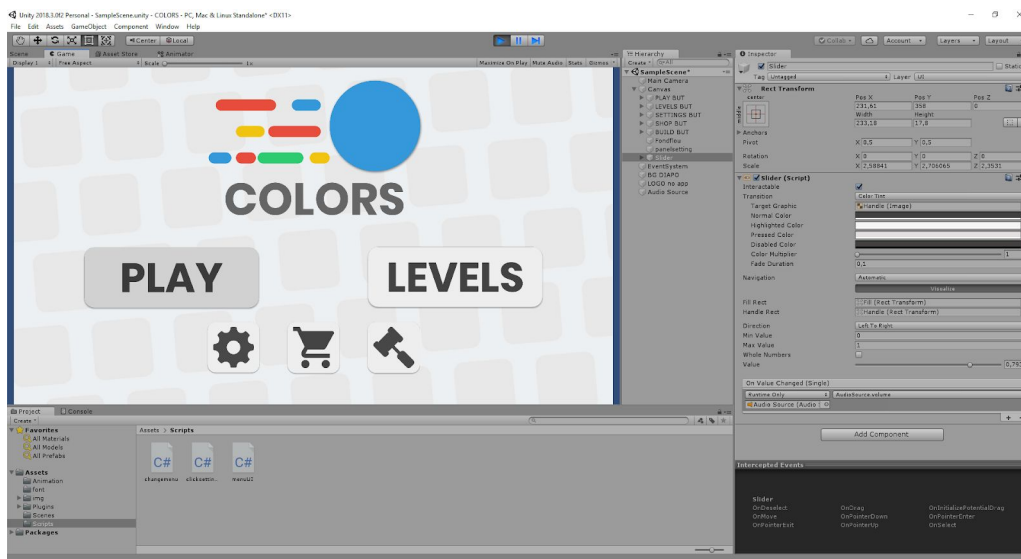 Unity 2018.3.0f2 Personal - SampleScene.unity - COLORS - PC, Mac & Linux Standalone* <DX11>
File Edit Assets GameObject Component Window Help
Center Local
Collab Account Layers Layout
Scene Game Asset Store Animator
Display 1 Free Aspect Scale 1x Maximize On Play Mute Audio Stats Gizmos
COLORS
PLAY LEVELS
Hierarchy
Create All
SampleScene*
Main Camera
Canvas
PLAY BUT
LEVELS BUT
SETTINGS BUT
SHOP BUT
BUILD BUT
Fondflou
panelsetting
Slider
EventSystem
BG DIAPO
LOGO no app
Audio Source
Inspector
Slider Static
Tag Untagged Layer UI
Rect Transform
center Pos X Pos Y Pos Z
middle 231,61 358 0
Width Height
233,18 17,8
Anchors
Pivot X 0,5 Y 0,5
Rotation X 0 Y 0 Z 0
Scale X 2,58841 Y 2,706065 Z 2,3531
Slider (Script)
Interactable
Transition Color Tint
Target Graphic Handle (Image)
Normal Color
Highlighted Color
Pressed Color
Disabled Color
Color Multiplier 1
Fade Duration 0,1
Navigation Automatic
Visualize
Fill Rect Fill (Rect Transform)
Handle Rect Handle (Rect Transform)
Direction Left To Right
Min Value 0
Max Value 1
Whole Numbers
Value
On Value Changed (Single)
Runtime Only AudioSource.volume
Audio Source (Audio
Add Component
Intercepted Events
Slider
OnDeselect OnDrag OnInitializePotentialDrag
OnMove OnPointerDown OnPointerEnter
OnPointerExit OnPointerUp OnSelect
Project Console
Create
Favorites
All Materials
All Models
All Prefabs
Assets
Animation
font
img
Plugins
Scenes
Scripts
Packages
Assets > Scripts
C# C# C#
changemenu clicksettin... menuUI